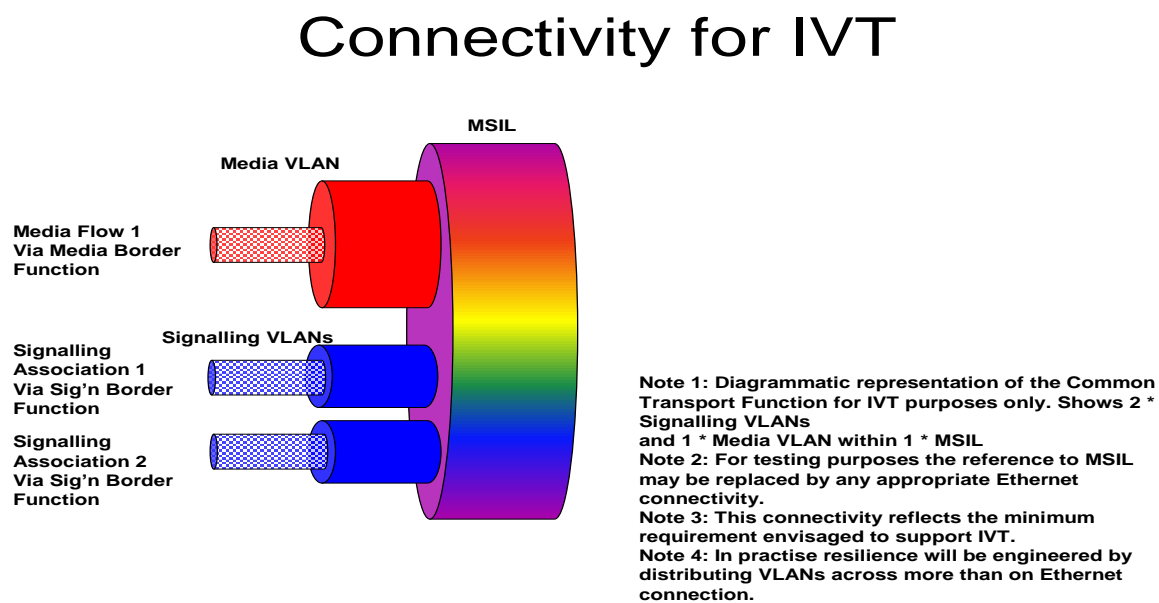 Connectivity for IVT
MSIL
Media VLAN
Media Flow 1
Via Media Border
Function
Signalling VLANs
Signalling
Association 1
Via Sig'n Border
Function
Signalling
Association 2
Via Sig'n Border
Function
Note 1: Diagrammatic representation of the Common
Transport Function for IVT purposes only. Shows 2 *
Signalling VLANs
and 1 * Media VLAN within 1 * MSIL
Note 2: For testing purposes the reference to MSIL
may be replaced by any appropriate Ethernet
connectivity.
Note 3: This connectivity reflects the minimum
requirement envisaged to support IVT.
Note 4: In practise resilience will be engineered by
distributing VLANs across more than on Ethernet
connection.